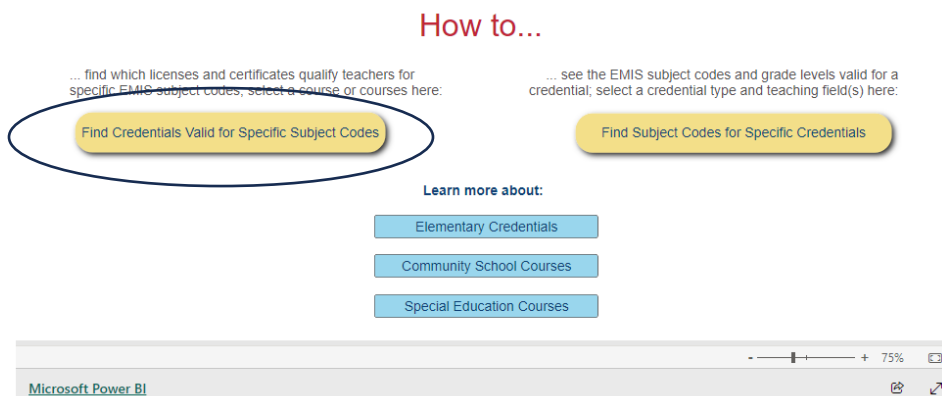 How to...
... find which licenses and certificates qualify teachers for
specific EMIS subject codes; select a course or courses here:
Find Credentials Valid for Specific Subject Codes
... see the EMIS subject codes and grade levels valid for a
credential; select a credential type and teaching field(s) here:
Find Subject Codes for Specific Credentials
Learn more about:
Elementary Credentials
Community School Courses
Special Education Courses
- + 75%
Microsoft Power BI